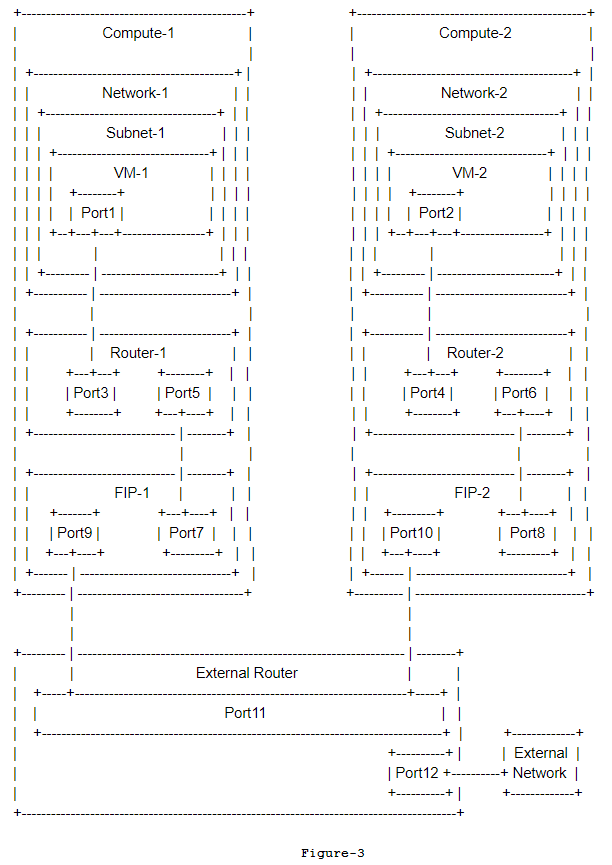 Compute-1 Compute-2
Network-1 Network-2
Subnet-1 Subnet-2
VM-1 VM-2
Port1 Port2
Router-1 Router-2
Port3 Port5 Port4 Port6
FIP-1 FIP-2
Port9 Port7 Port10 Port8
External Router
Port11
External
Port12 Network
Figure-3